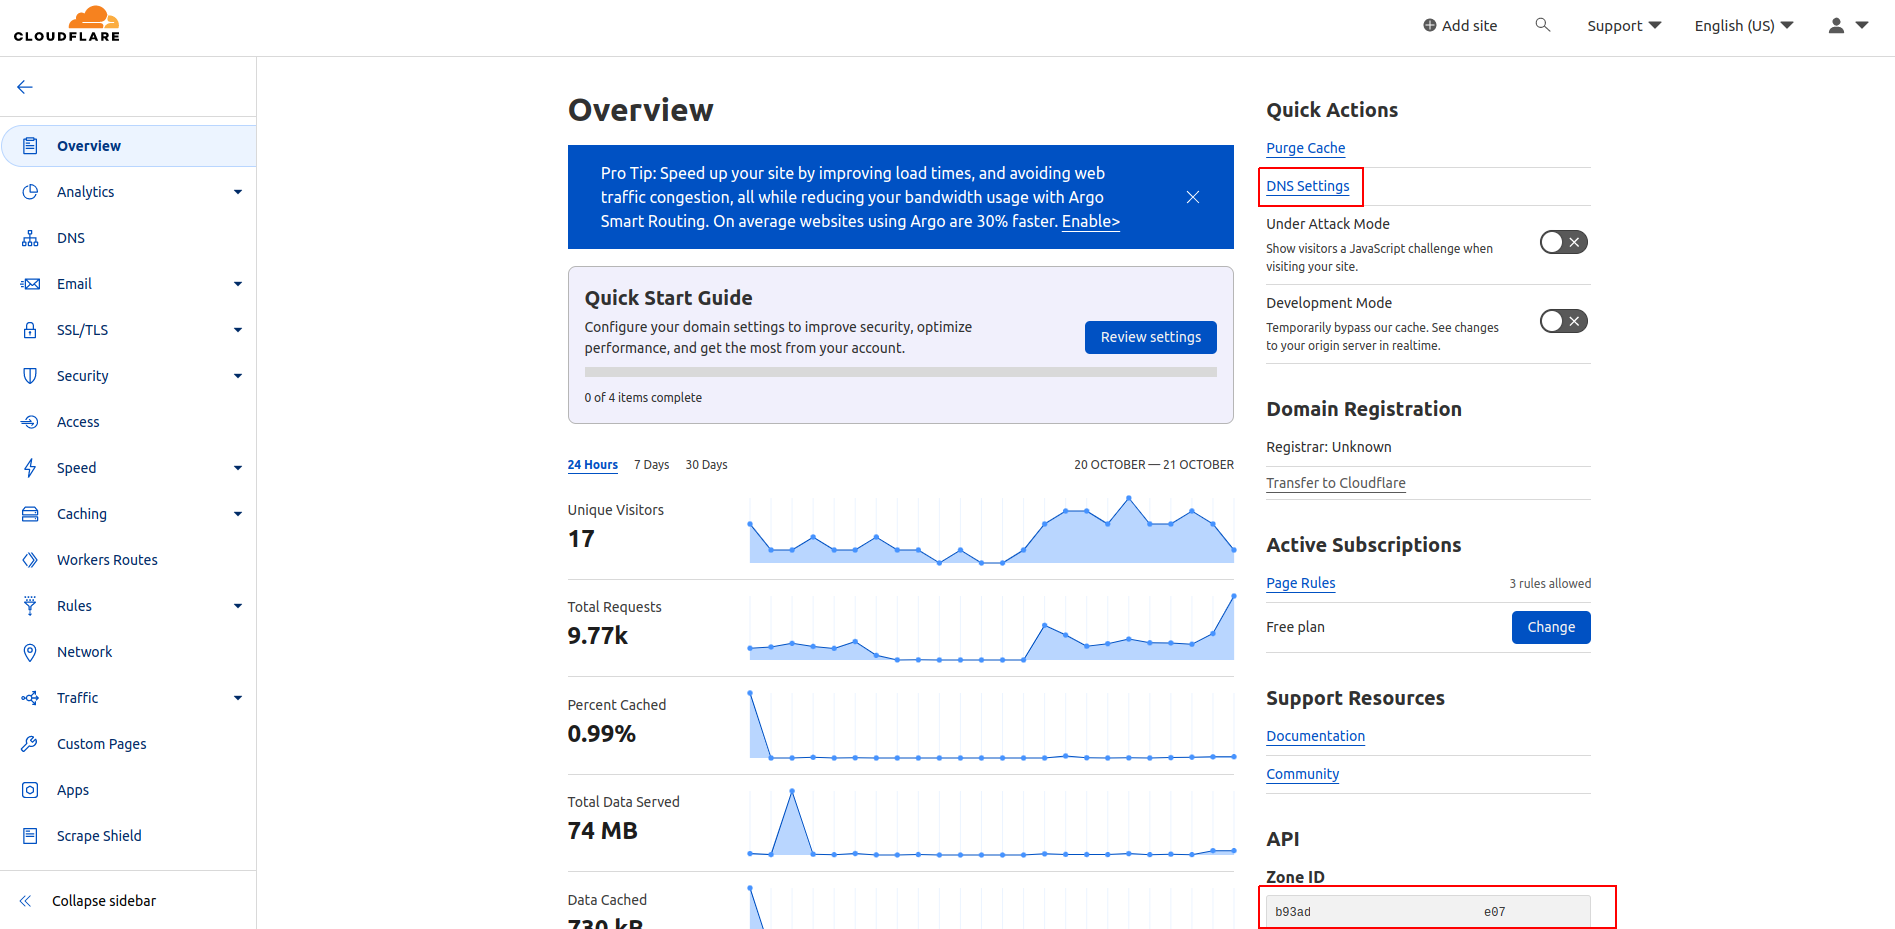 CLOUDFLARE
Add site
Support
English (US)
Overview
Analytics
DNS
Email
SSL/TLS
Security
Access
Speed
Caching
Workers Routes
Rules
Network
Traffic
Custom Pages
Apps
Scrape Shield
Collapse sidebar
Overview
Pro Tip: Speed up your site by improving load times, and avoiding web
traffic congestion, all while reducing your bandwidth usage with Argo
Smart Routing. On average websites using Argo are 30% faster. Enable>
Quick Start Guide
Configure your domain settings to improve security, optimize
performance, and get the most from your account.
Review settings
0 of 4 items complete
24 Hours 7 Days 30 Days
20 OCTOBER — 21 OCTOBER
Unique Visitors
17
Total Requests
9.77k
Percent Cached
0.99%
Total Data Served
74 MB
Data Cached
730 kB
Quick Actions
Purge Cache
DNS Settings
Under Attack Mode
Show visitors a JavaScript challenge when
visiting your site.
Development Mode
Temporarily bypass our cache. See changes
to your origin server in realtime.
Domain Registration
Registrar: Unknown
Transfer to Cloudflare
Active Subscriptions
Page Rules 3 rules allowed
Free plan
Change
Support Resources
Documentation
Community
API
Zone ID
b93ad e07